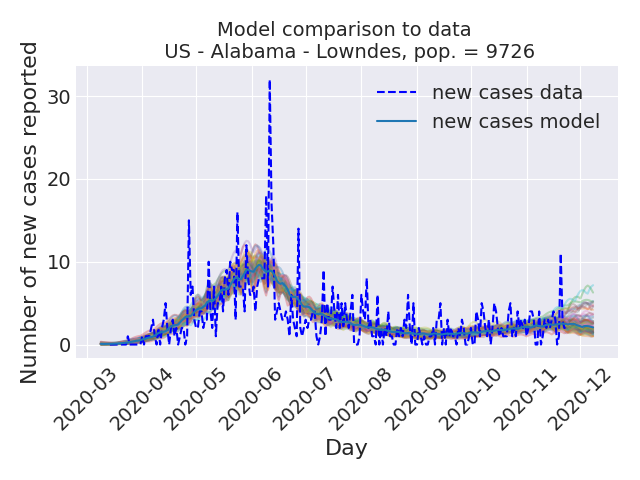 Model comparison to data
US - Alabama - Lowndes, pop. = 9726
new cases data
new cases model
Number of new cases reported
30
20
10
0
2020-03
2020-04
2020-05
2020-06
2020-07
2020-08
2020-09
2020-10
2020-11
2020-12
Day